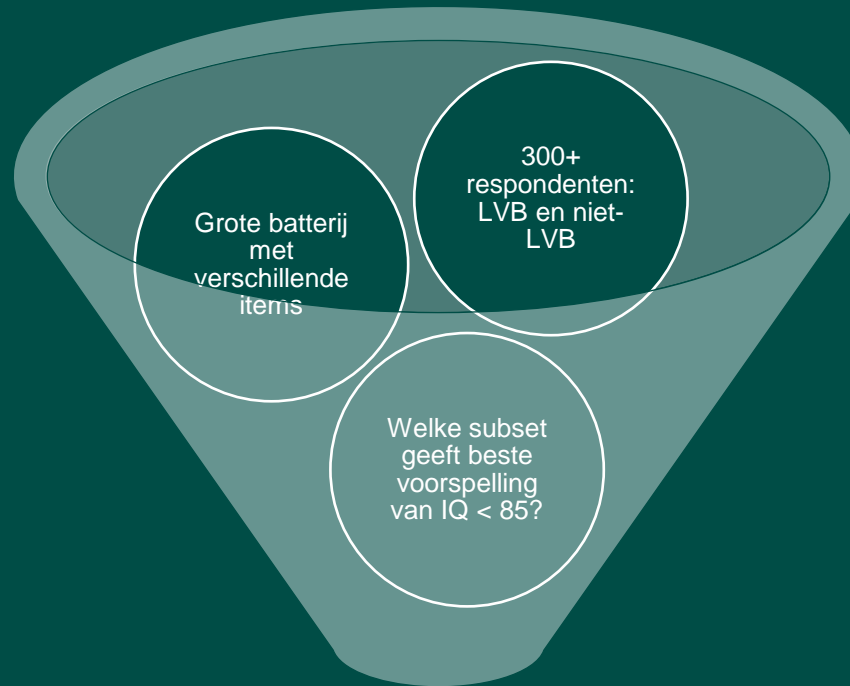 Grote batterij
met
verschillende
items
300+
respondenten:
LVB en niet-
LVB
Welke subset
geeft beste
voorspelling
van IQ < 85?